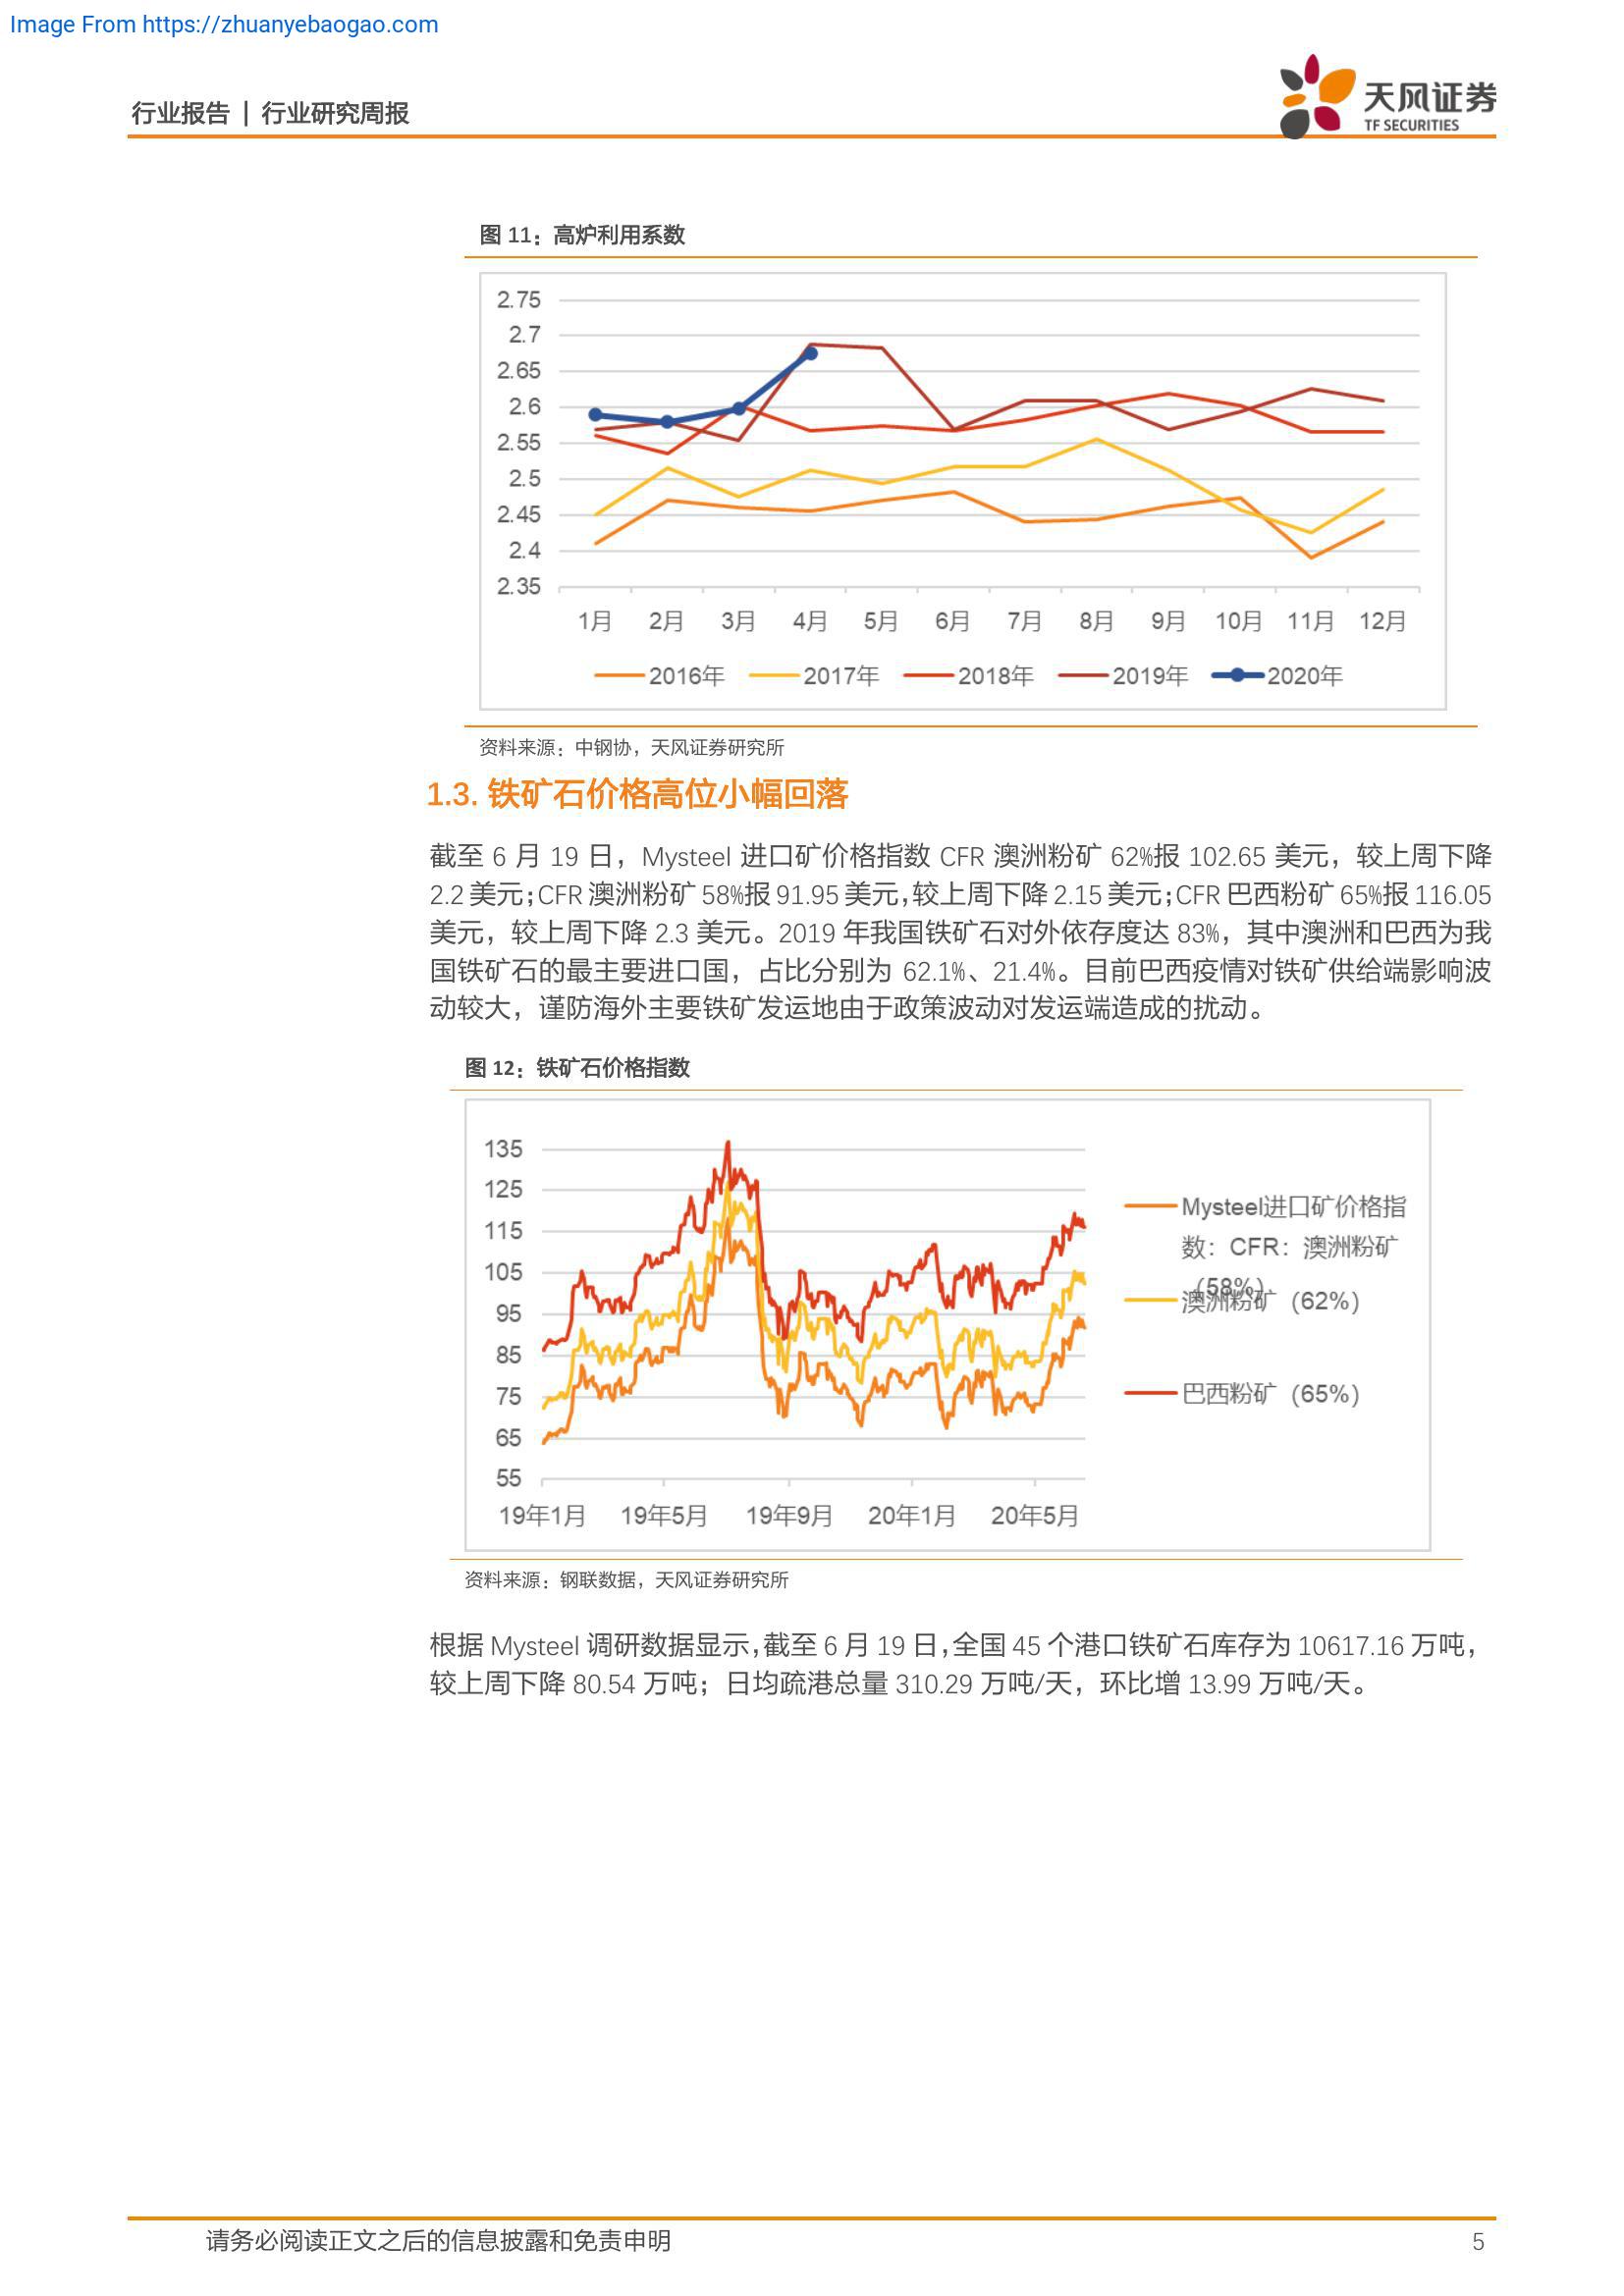 Image From https://zhuanyebaogao.com
行业报告 | 行业研究周报
天风证券
TF SECURITIES
图 11：高炉利用系数
2.75
2.7
2.65
2.6
2.55
2.5
2.45
2.4
2.35
1月 2月 3月 4月 5月 6月 7月 8月 9月 10月 11月 12月
2016年 2017年 2018年 2019年 2020年
资料来源：中钢协，天风证券研究所
1.3. 铁矿石价格高位小幅回落
截至 6 月 19 日，Mysteel 进口矿价格指数 CFR 澳洲粉矿 62%报 102.65 美元，较上周下降
2.2 美元；CFR 澳洲粉矿 58%报 91.95 美元，较上周下降 2.15 美元；CFR 巴西粉矿 65%报 116.05
美元，较上周下降 2.3 美元。2019 年我国铁矿石对外依存度达 83%，其中澳洲和巴西为我
国铁矿石的最主要进口国，占比分别为 62.1%、21.4%。目前巴西疫情对铁矿供给端影响波
动较大，谨防海外主要铁矿发运地由于政策波动对发运端造成的扰动。
图 12：铁矿石价格指数
135
125
115
105
95
85
75
65
55
19年1月 19年5月 19年9月 20年1月 20年5月
Mysteel进口矿价格指
数：CFR：澳洲粉矿
（58%）
澳洲粉矿（62%）
巴西粉矿（65%）
资料来源：钢联数据，天风证券研究所
根据 Mysteel 调研数据显示，截至 6 月 19 日，全国 45 个港口铁矿石库存为 10617.16 万吨，
较上周下降 80.54 万吨；日均疏港总量 310.29 万吨/天，环比增 13.99 万吨/天。
请务必阅读正文之后的信息披露和免责申明
5